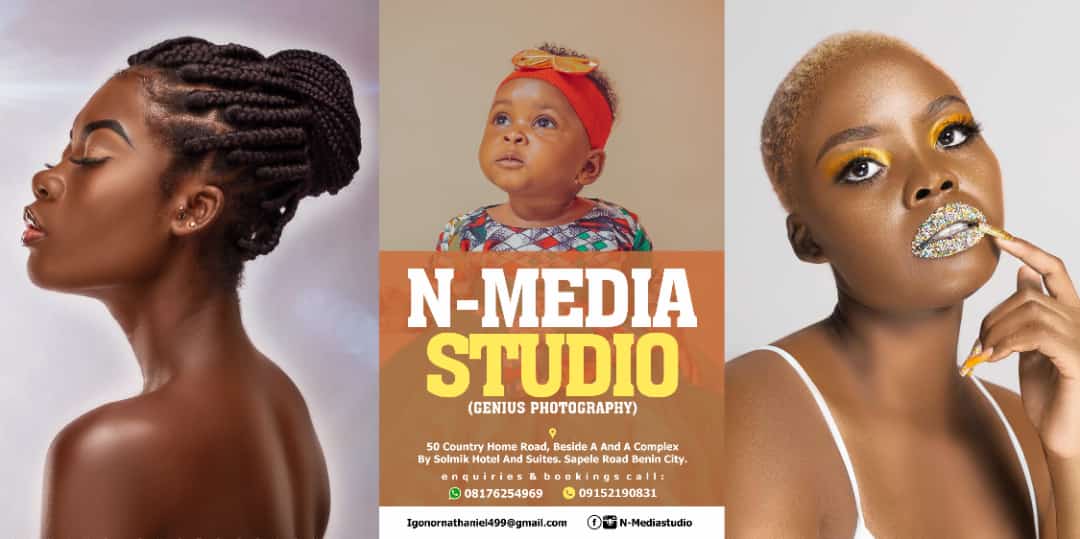 N-MEDIA
STUDIO
(GENIUS PHOTOGRAPHY)
50 Country Home Road, Beside A And A Complex
By Solmik Hotel And Suites. Sapele Road Benin City.
enquiries & bookings call:
08176254969 09152190831
Igonornathaniel499@gmail.com N-Mediastudio